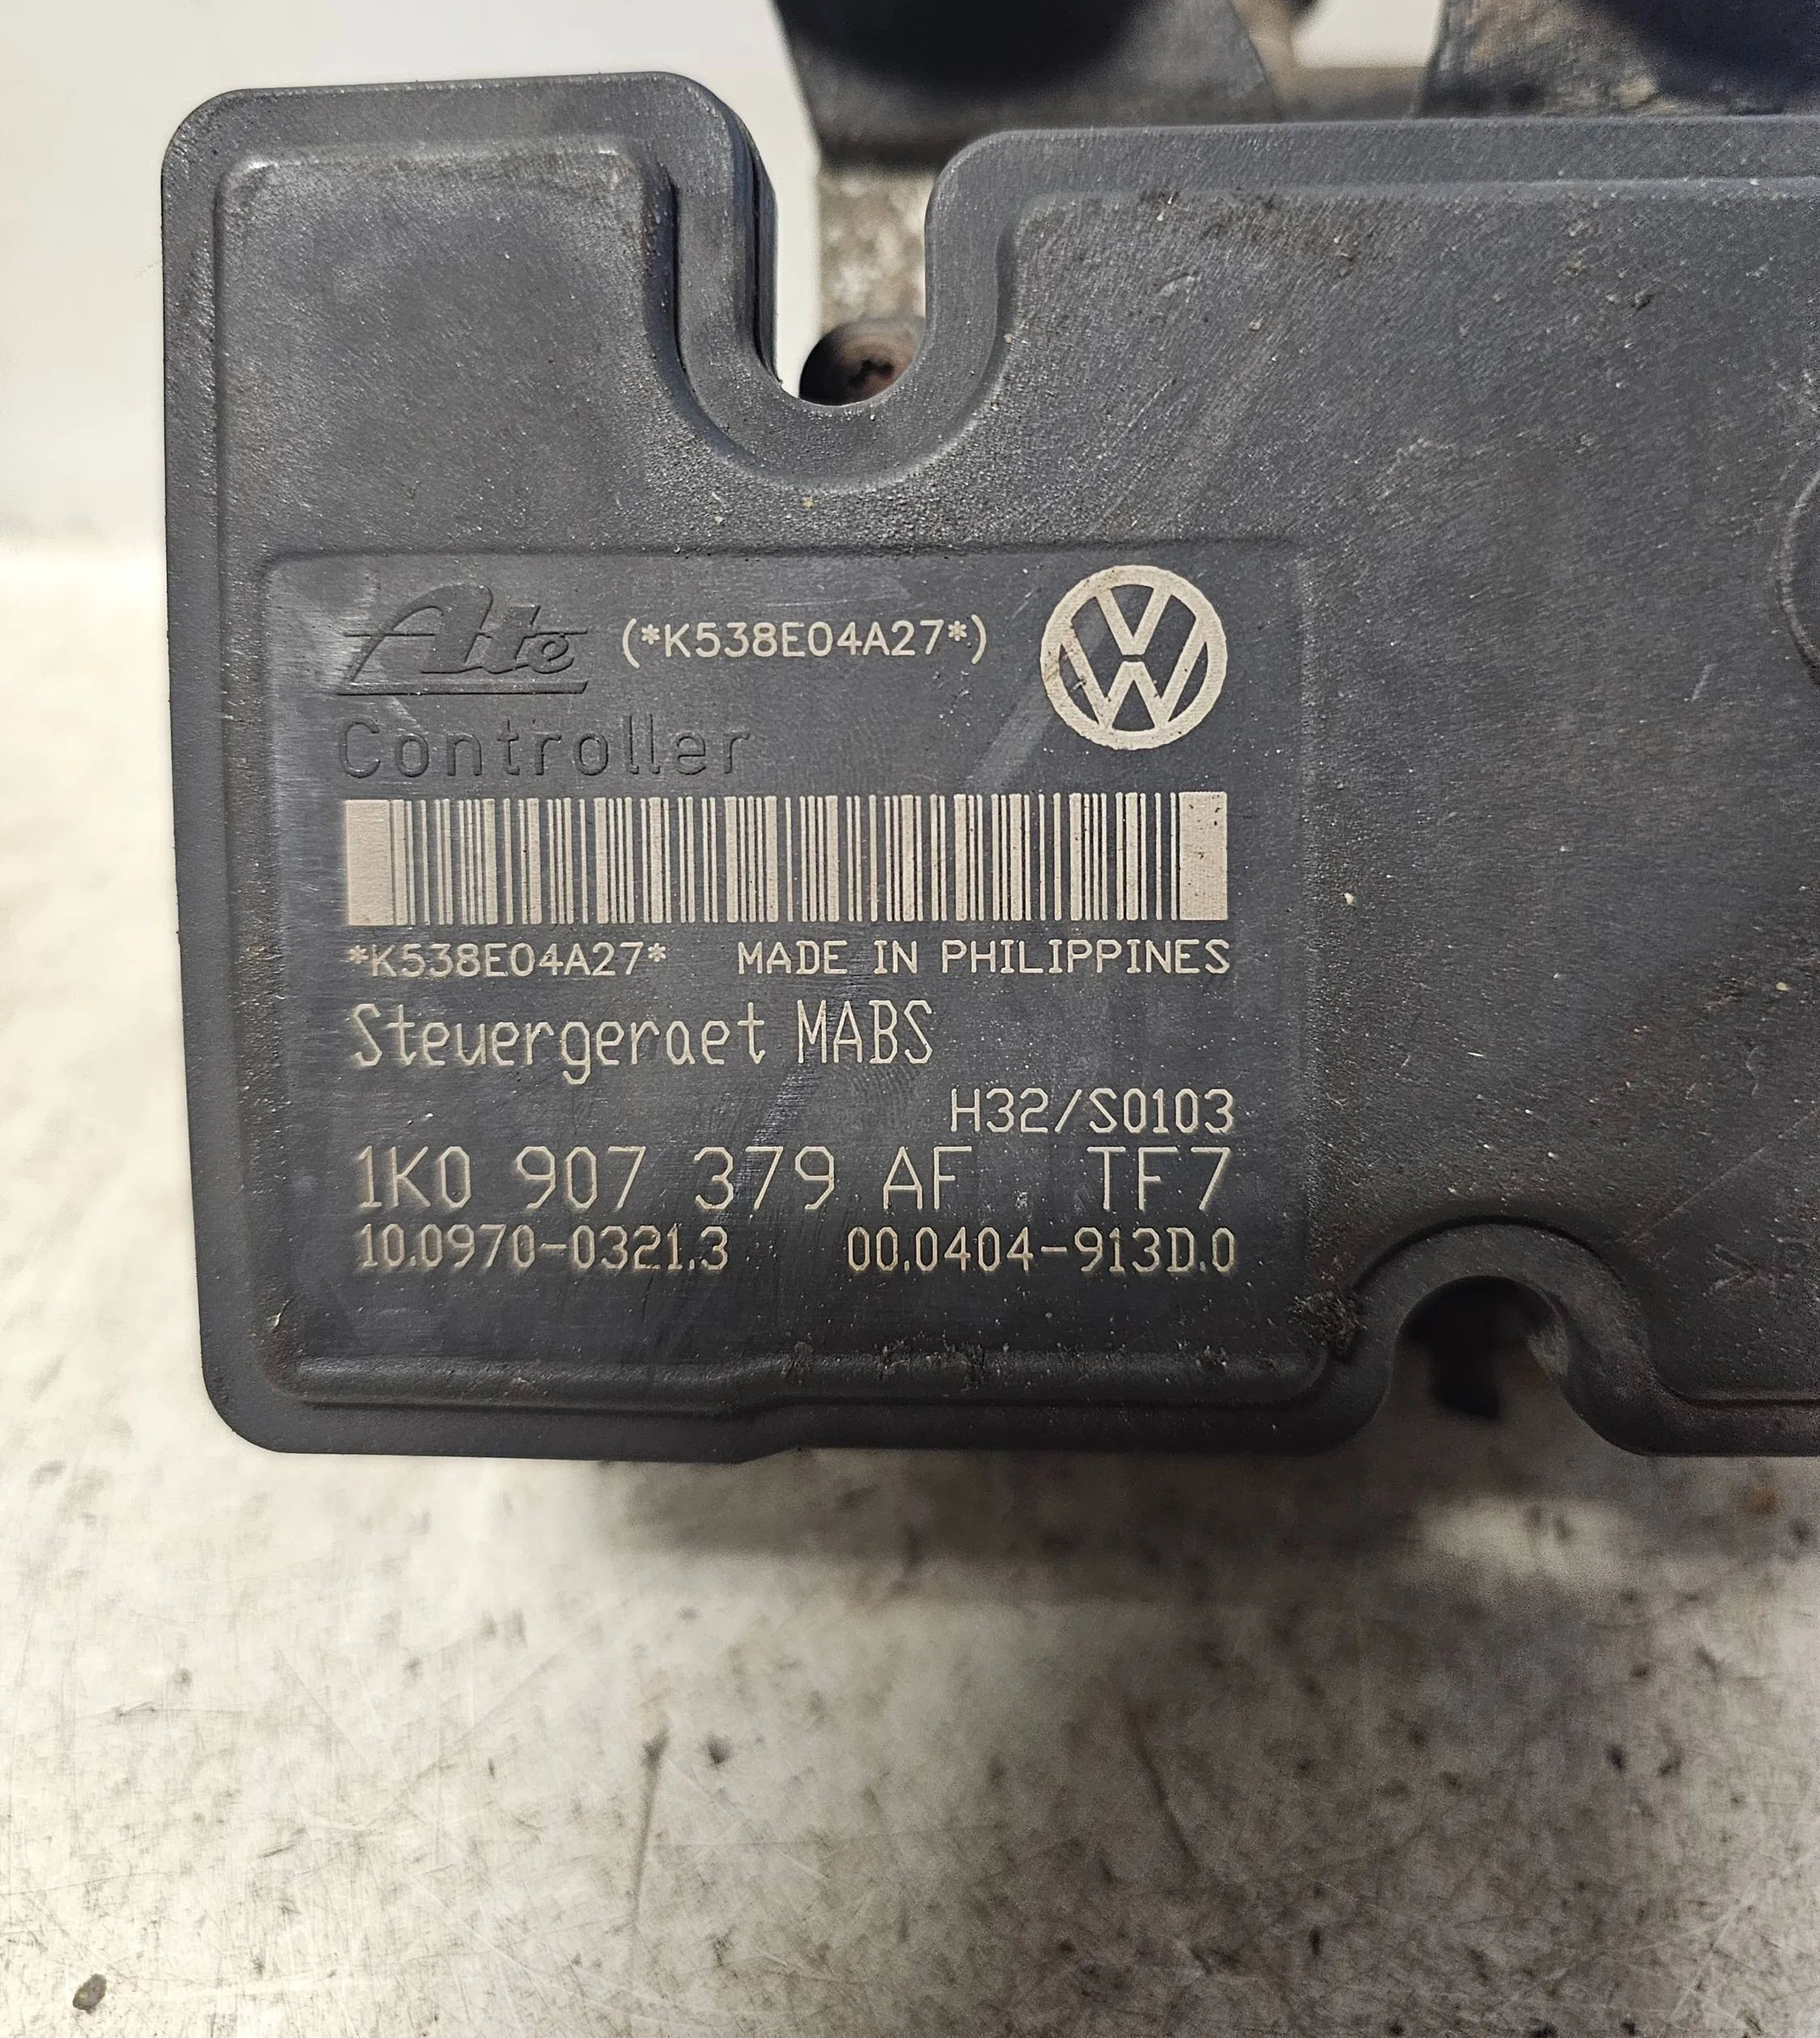 Ate (*K538E04A27*)
Controller
*K538E04A27* MADE IN PHILIPPINES
Steuergeraet MABS
H32/S0103
1K0 907 379 AF TF7
10.0970-0321.3 00.0404-913D.0